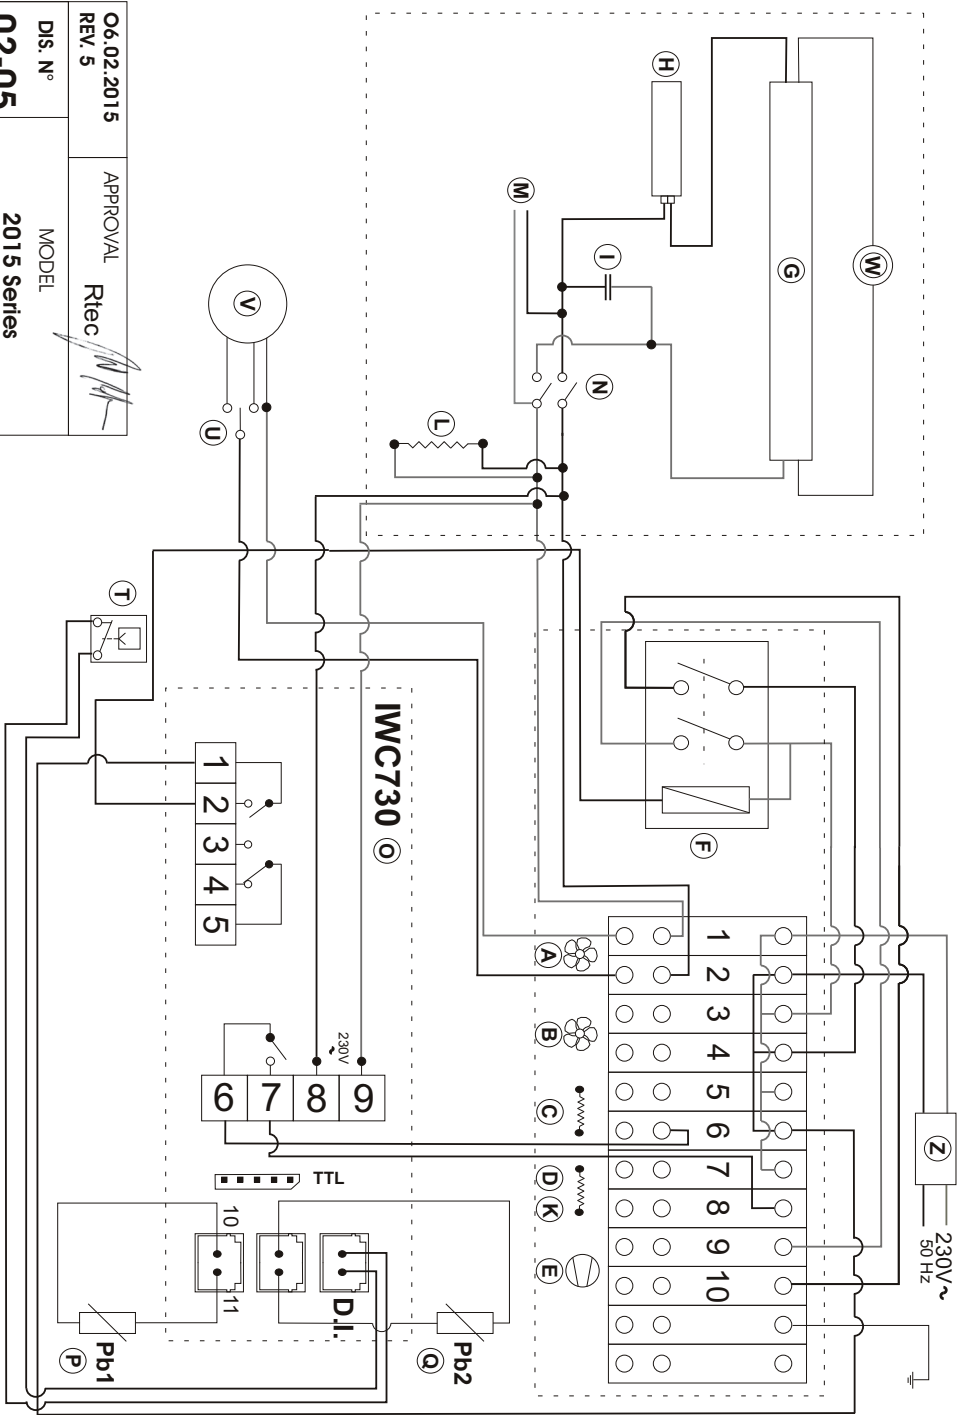 O6.02.2015
REV. 5
APPROVAL
Rtec
DIS. N°
02-05
MODEL
2015 Series
W
G
H
M
I
N
L
V
U
T
F
IWC730 O
1 2 3 4 5
230V ~
6 7 8 9
TTL
10 11
D.I.
Pb1
P
Pb2
Q
1
2
3
4
5
6
7
8
9
10
A
B
C
D
K
E
Z
230V~
50 Hz